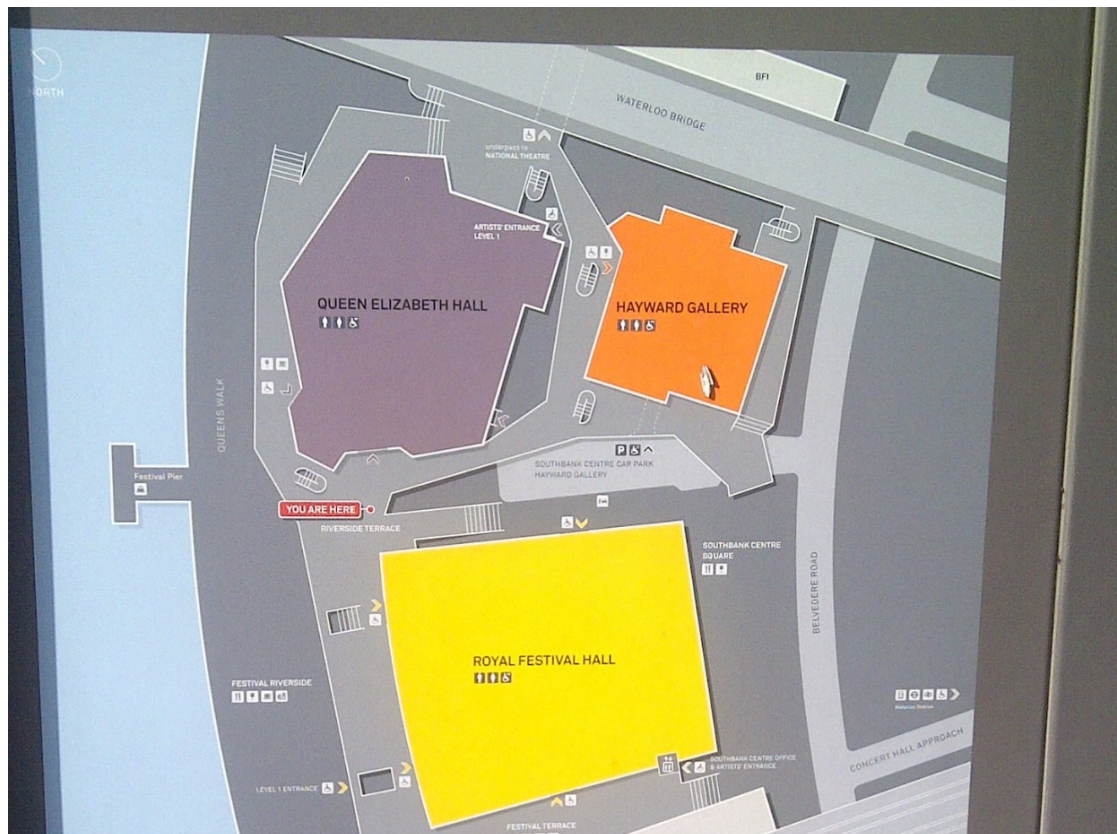 NORTH
BFI
WATERLOO BRIDGE
underpass to
NATIONAL THEATRE
ARTISTS' ENTRANCE
LEVEL 1
QUEEN ELIZABETH HALL
HAYWARD GALLERY
QUEENS WALK
Festival Pier
P
SOUTHBANK CENTRE CAR PARK
HAYWARD GALLERY
YOU ARE HERE
RIVERSIDE TERRACE
SOUTHBANK CENTRE
SQUARE
BELVEDERE ROAD
ROYAL FESTIVAL HALL
FESTIVAL RIVERSIDE
Waterloo Station
CONCERT HALL APPROACH
SOUTHBANK CENTRE OFFICE
& ARTISTS' ENTRANCE
LEVEL 1 ENTRANCE
FESTIVAL TERRACE